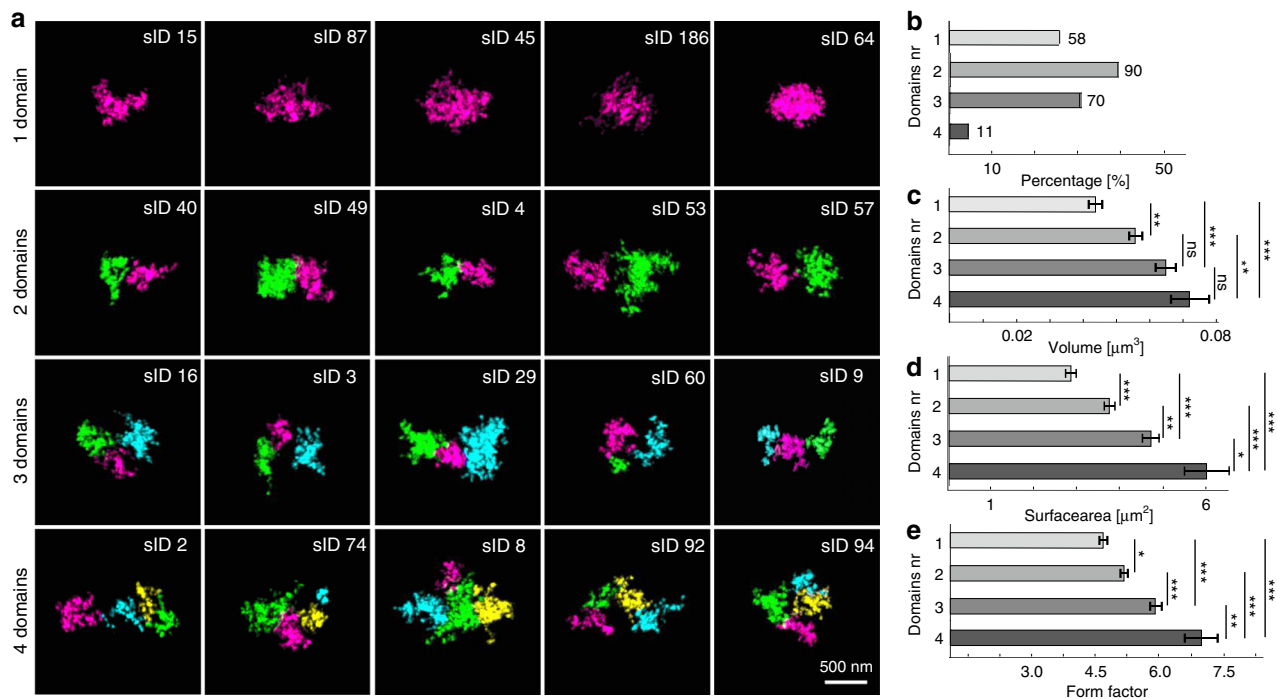 a
1 domain
sID 15
sID 87
sID 45
sID 186
sID 64
2 domains
sID 40
sID 49
sID 4
sID 53
sID 57
3 domains
sID 16
sID 3
sID 29
sID 60
sID 9
4 domains
sID 2
sID 74
sID 8
sID 92
sID 94
500 nm
b
Domains nr
1
58
2
90
3
70
4
11
10
50
Percentage [%]
c
Domains nr
1
2
3
4
**
ns
***
ns
**
***
0.02
0.08
Volume [μm³]
d
Domains nr
1
2
3
4
***
**
***
*
***
***
1
6
Surfacearea [μm²]
e
Domains nr
1
2
3
4
*
***
***
**
***
***
3.0
4.5
6.0
7.5
Form factor